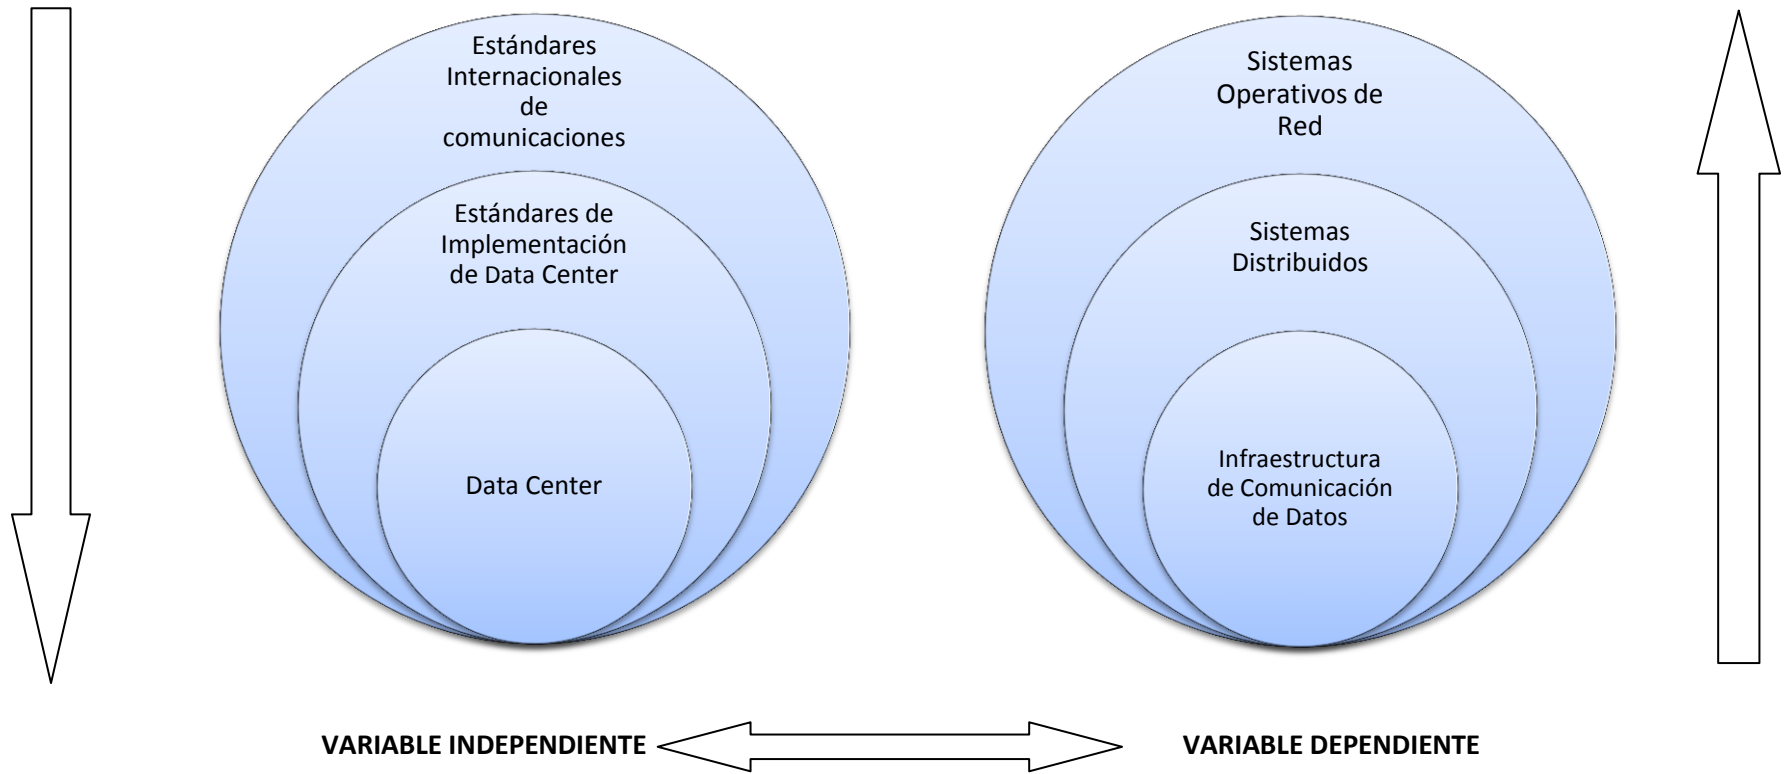 Estándares
Internacionales
de
comunicaciones
Estándares de
Implementación
de Data Center
Data Center
Sistemas
Operativos de
Red
Sistemas
Distribuidos
Infraestructura
de Comunicación
de Datos
VARIABLE INDEPENDIENTE
VARIABLE DEPENDIENTE